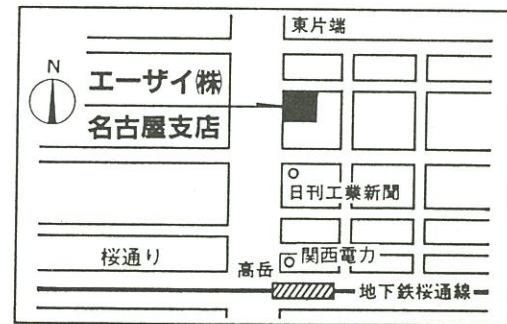 東片端
N
エーザイ㈱
名古屋支店
日刊工業新聞
桜通り
高岳
関西電力
地下鉄桜通線